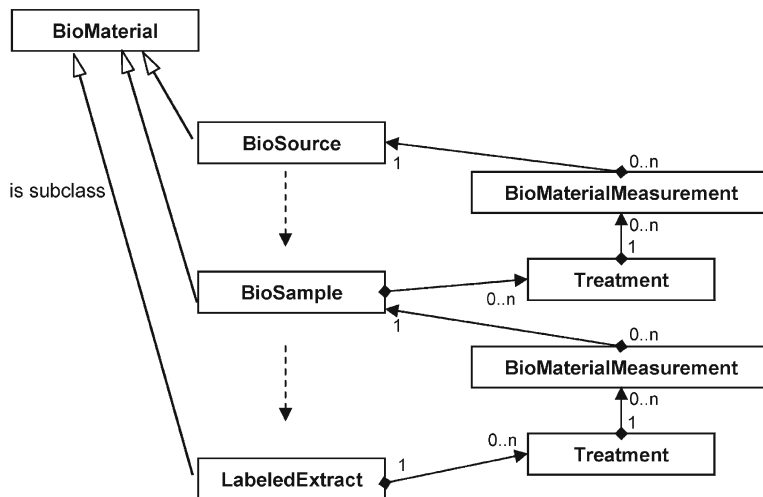 BioMaterial
BioSource
1
0..n
BioMaterialMeasurement
is subclass
0..n
1
Treatment
BioSample
0..n
1
0..n
BioMaterialMeasurement
0..n
1
Treatment
0..n
1
LabeledExtract